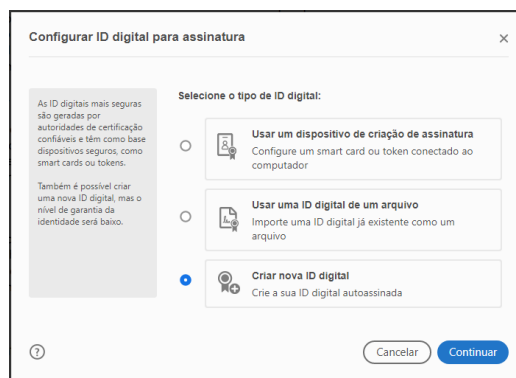 Configurar ID digital para assinatura
As ID digitais mais seguras
são geradas por
autoridades de certificação
confiáveis e têm como base
dispositivos seguros, como
smart cards ou tokens.
Também é possível criar
uma nova ID digital, mas o
nível de garantia da
identidade será baixo.
Selecione o tipo de ID digital:
Usar um dispositivo de criação de assinatura
Configure um smart card ou token conectado ao
computador
Usar uma ID digital de um arquivo
Importe uma ID digital já existente como um
arquivo
Criar nova ID digital
Crie a sua ID digital autoassinada
Cancelar
Continuar